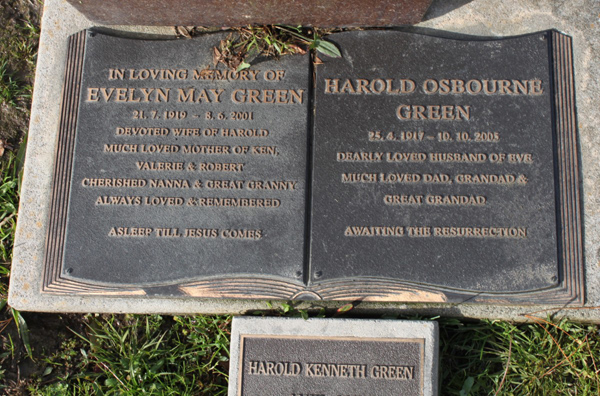 IN LOVING MEMORY OF
EVELYN MAY GREEN
21. 7. 1919 - 8. 6. 2001
DEVOTED WIFE OF HAROLD
MUCH LOVED MOTHER OF KEN,
VALERIE & ROBERT
CHERISHED NANNA & GREAT GRANNY
ALWAYS LOVED & REMEMBERED
ASLEEP TILL JESUS COMES
HAROLD OSBOURNE
GREEN
25. 4. 1917 - 10. 10. 2005
DEARLY LOVED HUSBAND OF EVE
MUCH LOVED DAD, GRANDAD &
GREAT GRANDAD
AWAITING THE RESURRECTION
HAROLD KENNETH GREEN